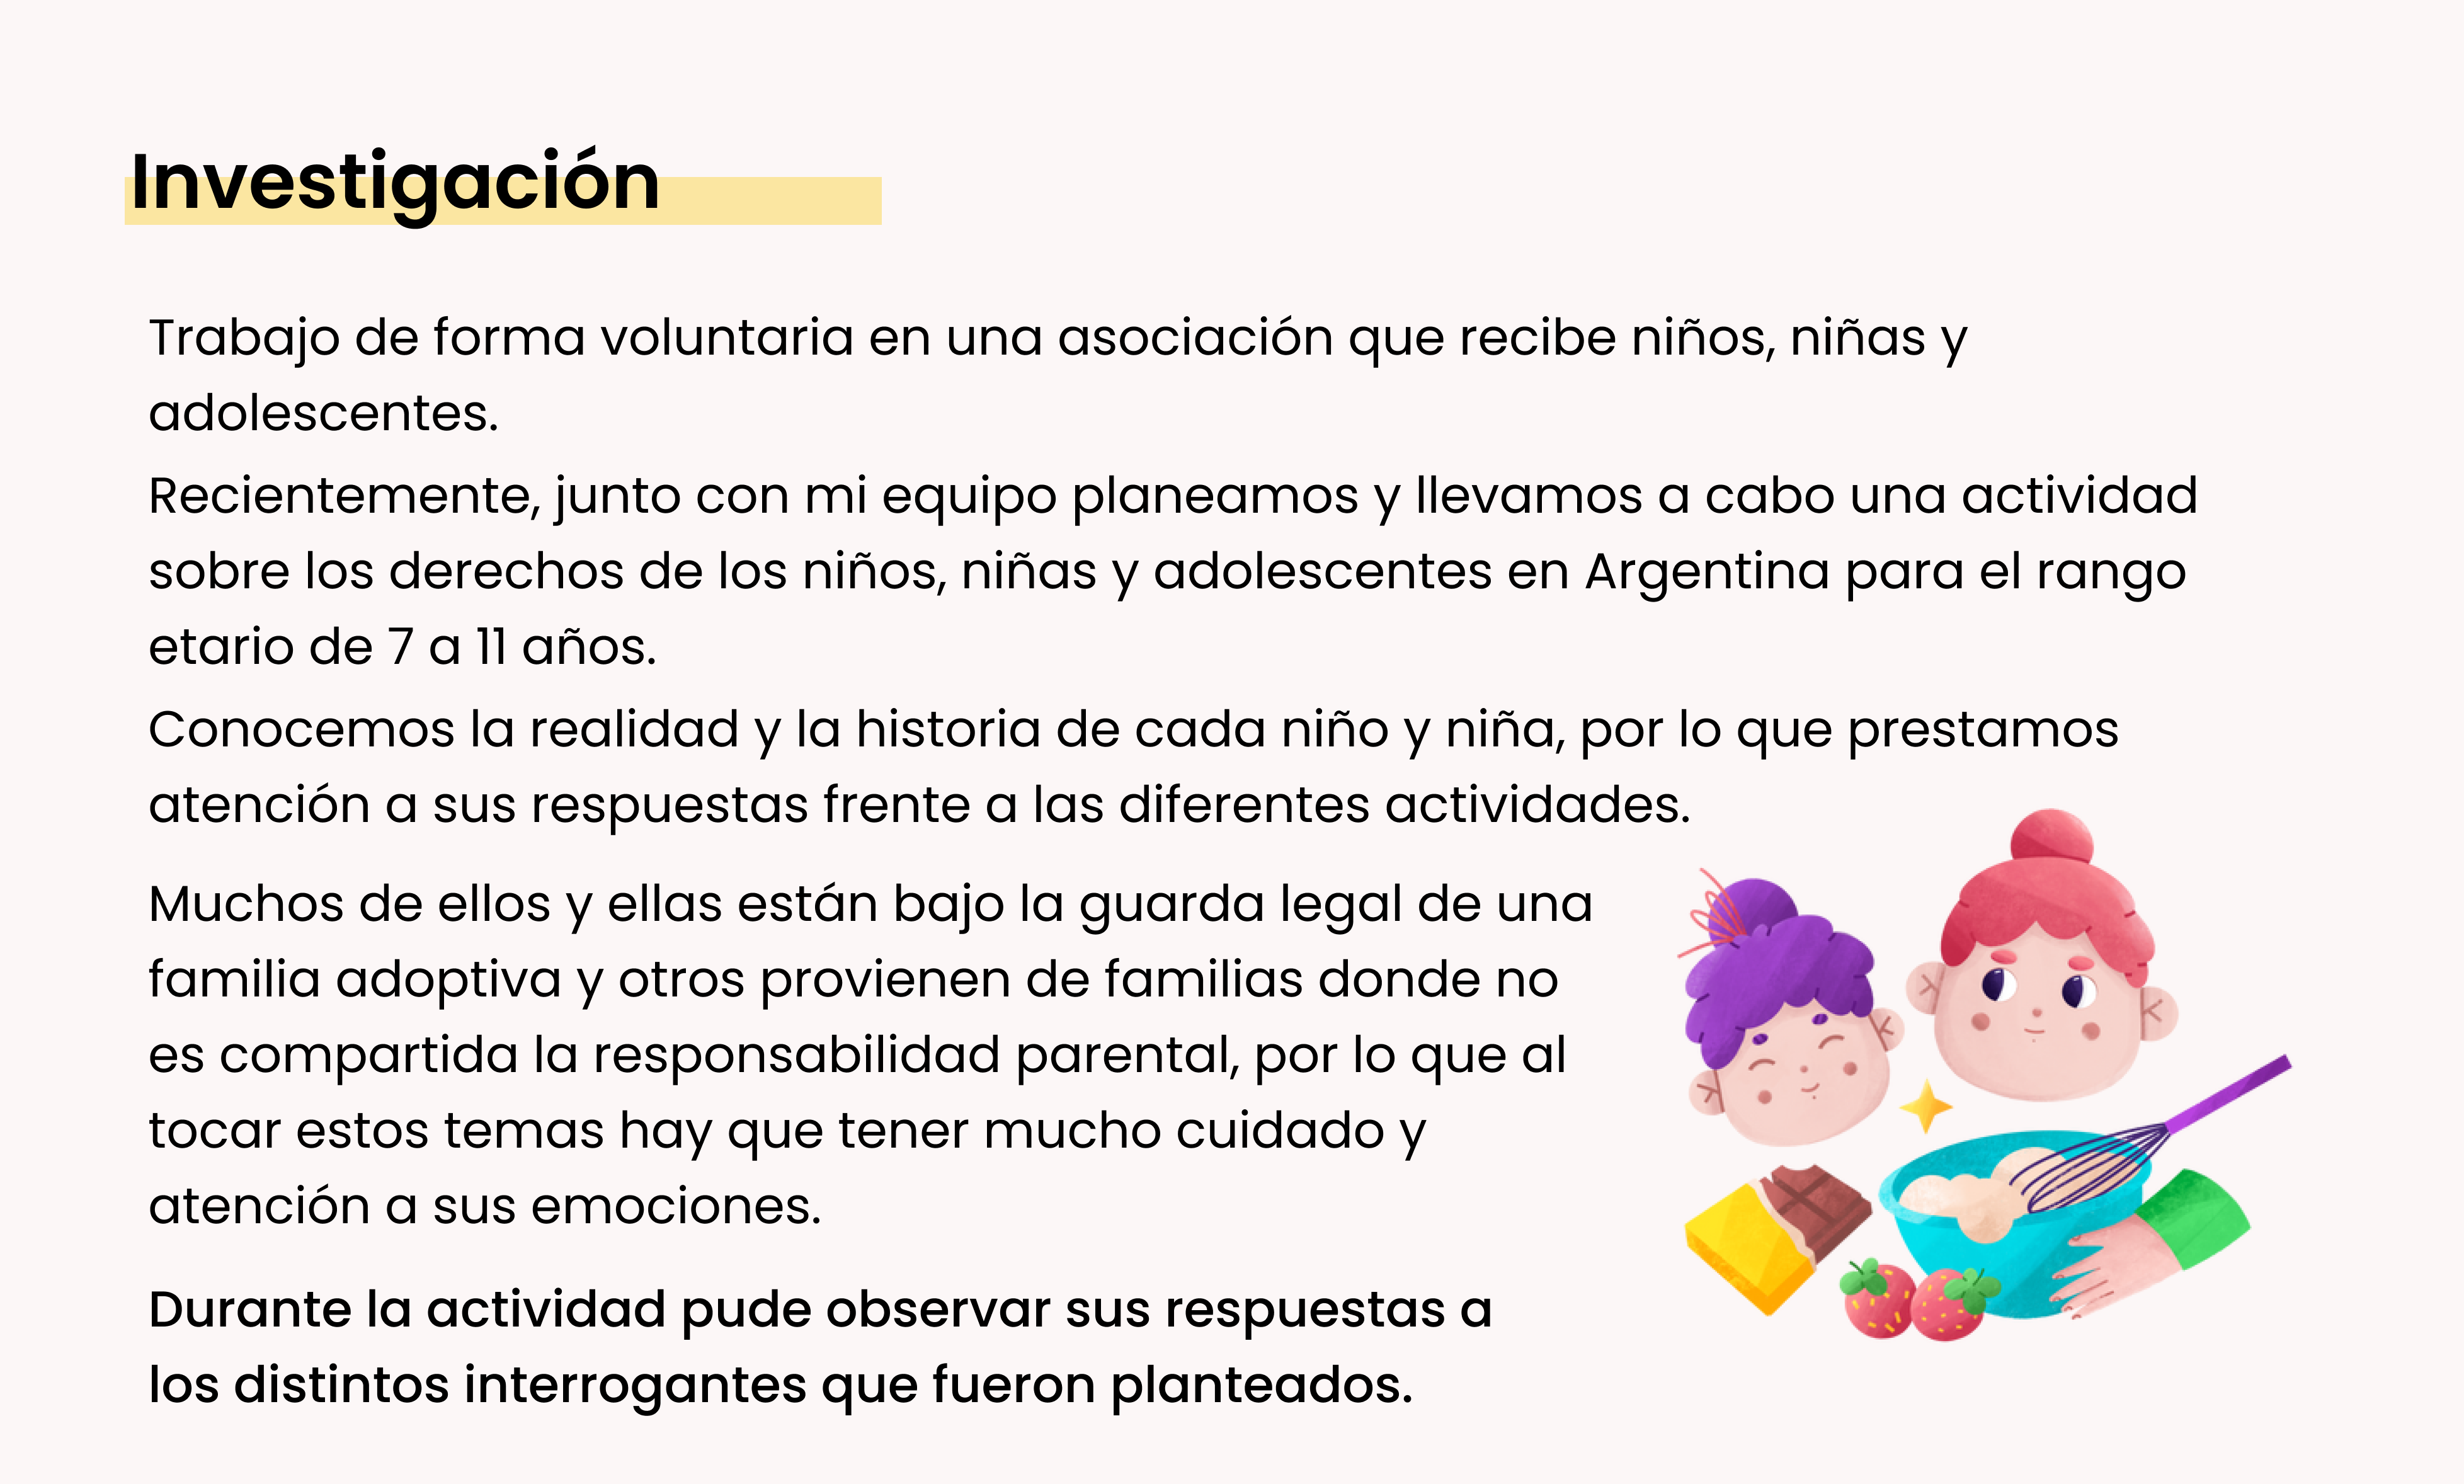 Investigación
Trabajo de forma voluntaria en una asociación que recibe niños, niñas y
adolescentes.
Recientemente, junto con mi equipo planeamos y llevamos a cabo una actividad
sobre los derechos de los niños, niñas y adolescentes en Argentina para el rango
etario de 7 a 11 años.
Conocemos la realidad y la historia de cada niño y niña, por lo que prestamos
atención a sus respuestas frente a las diferentes actividades.
Muchos de ellos y ellas están bajo la guarda legal de una
familia adoptiva y otros provienen de familias donde no
es compartida la responsabilidad parental, por lo que al
tocar estos temas hay que tener mucho cuidado y
atención a sus emociones.
Durante la actividad pude observar sus respuestas a
los distintos interrogantes que fueron planteados.